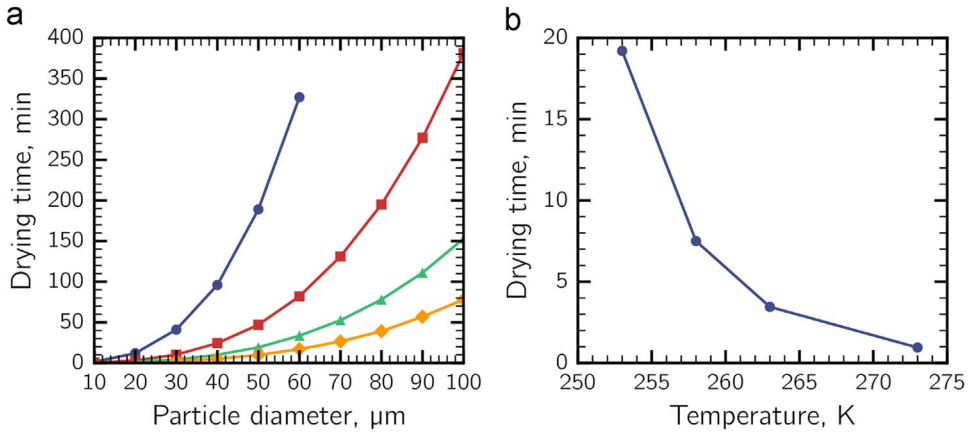 a
Drying time, min
400
350
300
250
200
150
100
50
0
10 20 30 40 50 60 70 80 90 100
Particle diameter, µm
b
Drying time, min
20
15
10
5
0
250 255 260 265 270 275
Temperature, K